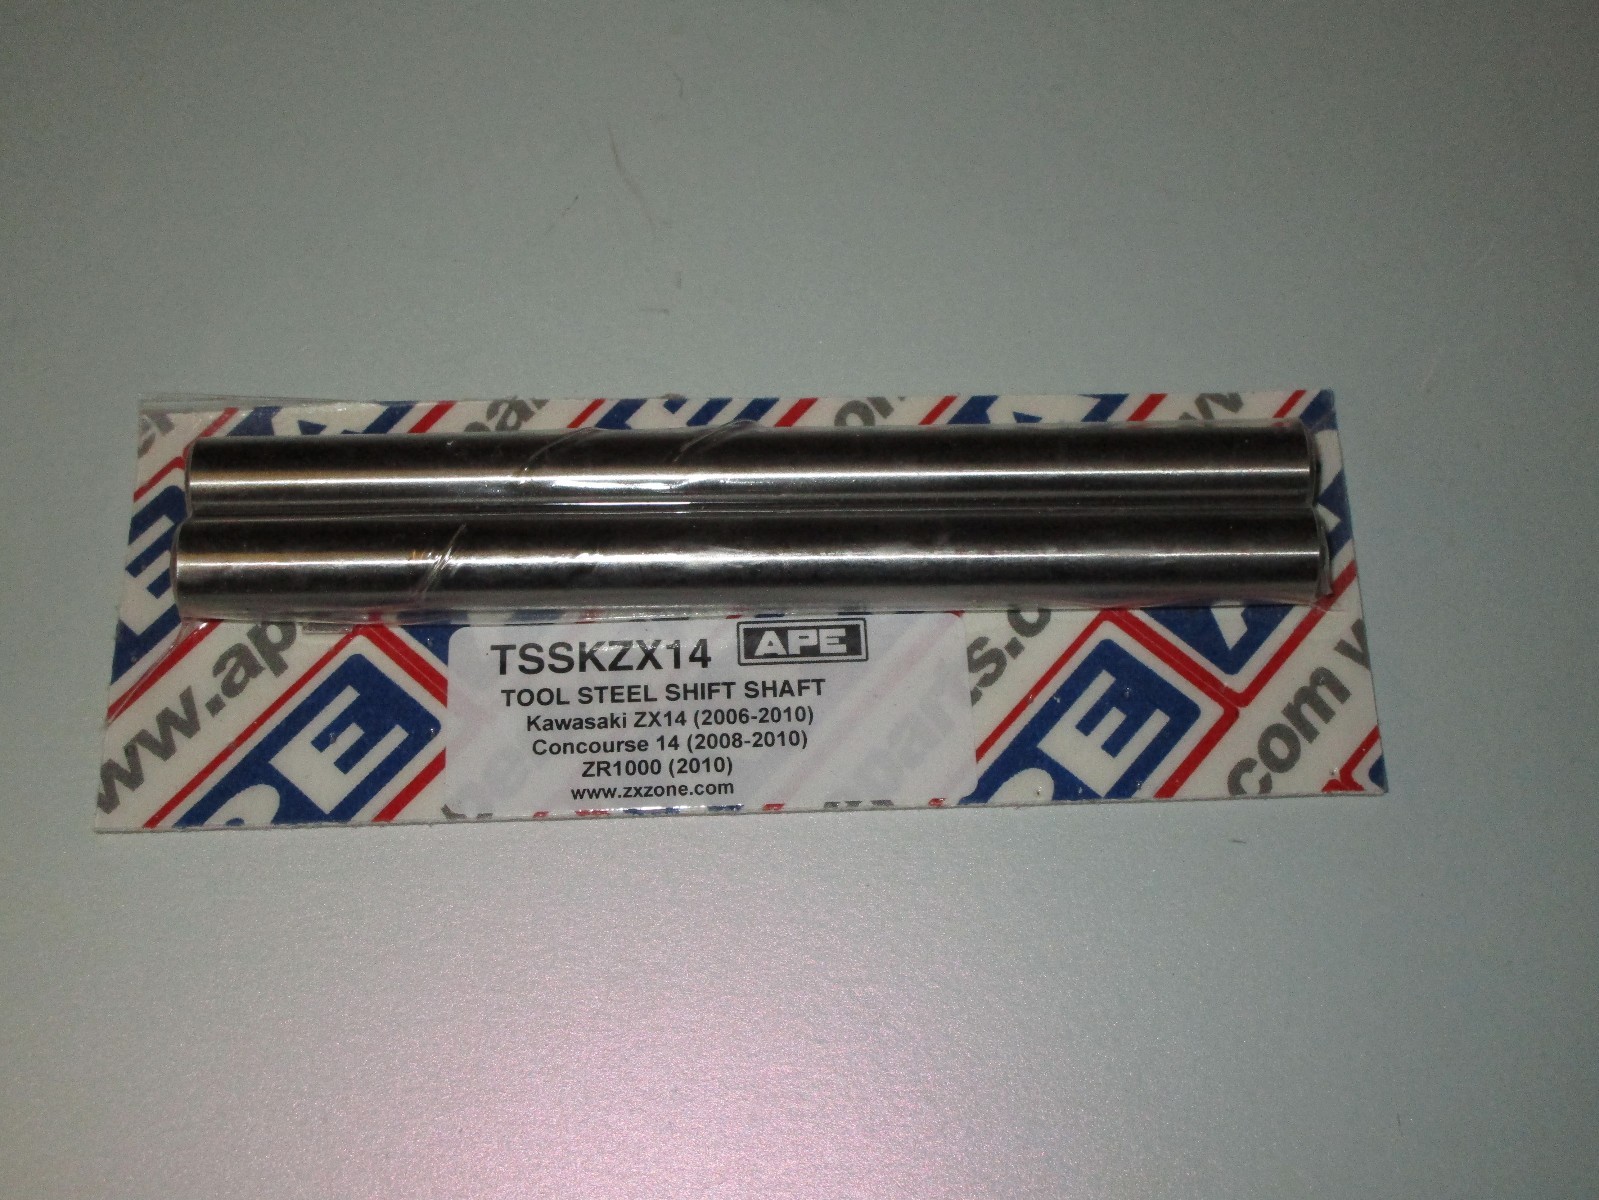 TSSKZX14 APE
TOOL STEEL SHIFT SHAFT
Kawasaki ZX14 (2006-2010)
Concourse 14 (2008-2010)
ZR1000 (2010)
www.zxzone.com